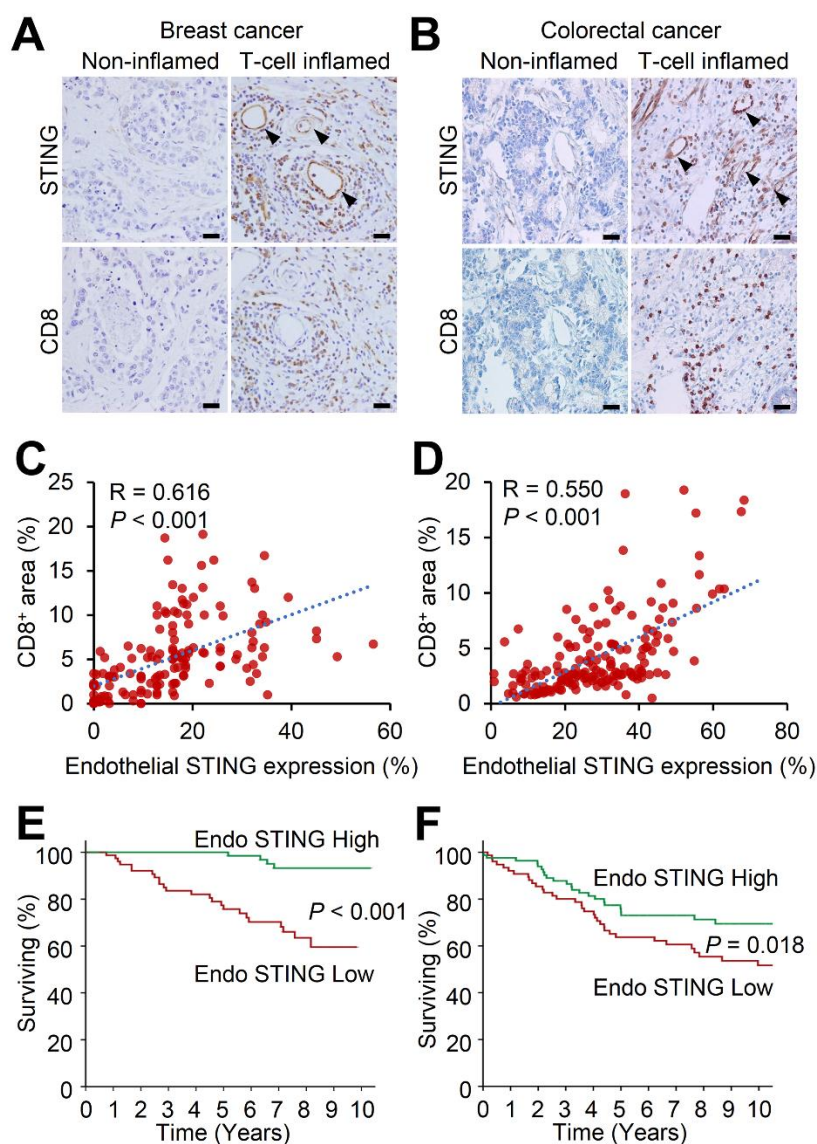 A
Breast cancer
Non-inflamed T-cell inflamed
STING
CD8
B
Colorectal cancer
Non-inflamed T-cell inflamed
STING
CD8
C
R = 0.616
P < 0.001
CD8⁺ area (%)
25
20
15
10
5
0
0 20 40 60
Endothelial STING expression (%)
D
R = 0.550
P < 0.001
CD8⁺ area (%)
20
15
10
5
0
0 20 40 60 80
Endothelial STING expression (%)
E
Endo STING High
P < 0.001
Endo STING Low
Surviving (%)
100
80
60
40
20
0
0 1 2 3 4 5 6 7 8 9 10
Time (Years)
F
Endo STING High
P = 0.018
Endo STING Low
Surviving (%)
100
80
60
40
20
0
0 1 2 3 4 5 6 7 8 9 10
Time (Years)